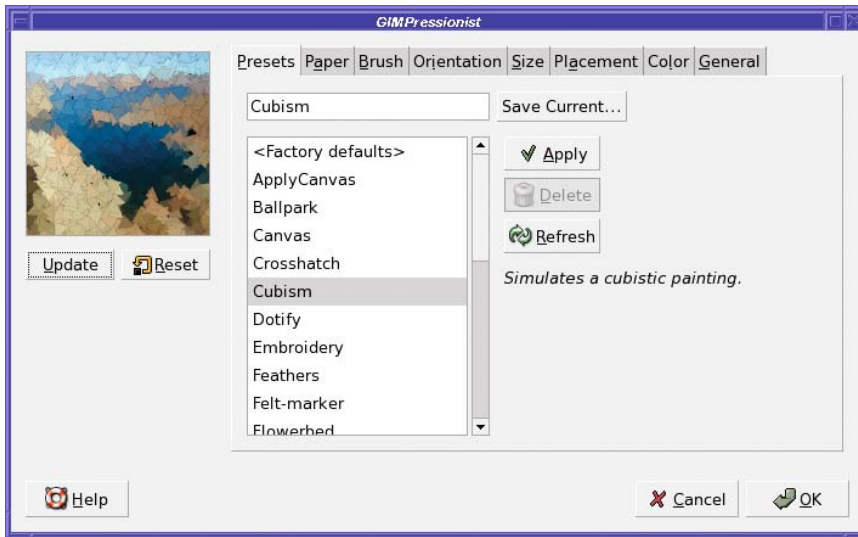 GIMPressionist
Presets Paper Brush Orientation Size Placement Color General
Cubism
Save Current...
<Factory defaults>
ApplyCanvas
Ballpark
Canvas
Crosshatch
Cubism
Dotify
Embroidery
Feathers
Felt-marker
Flowerbed
Apply
Delete
Refresh
Simulates a cubistic painting.
Update Reset
Help
Cancel OK